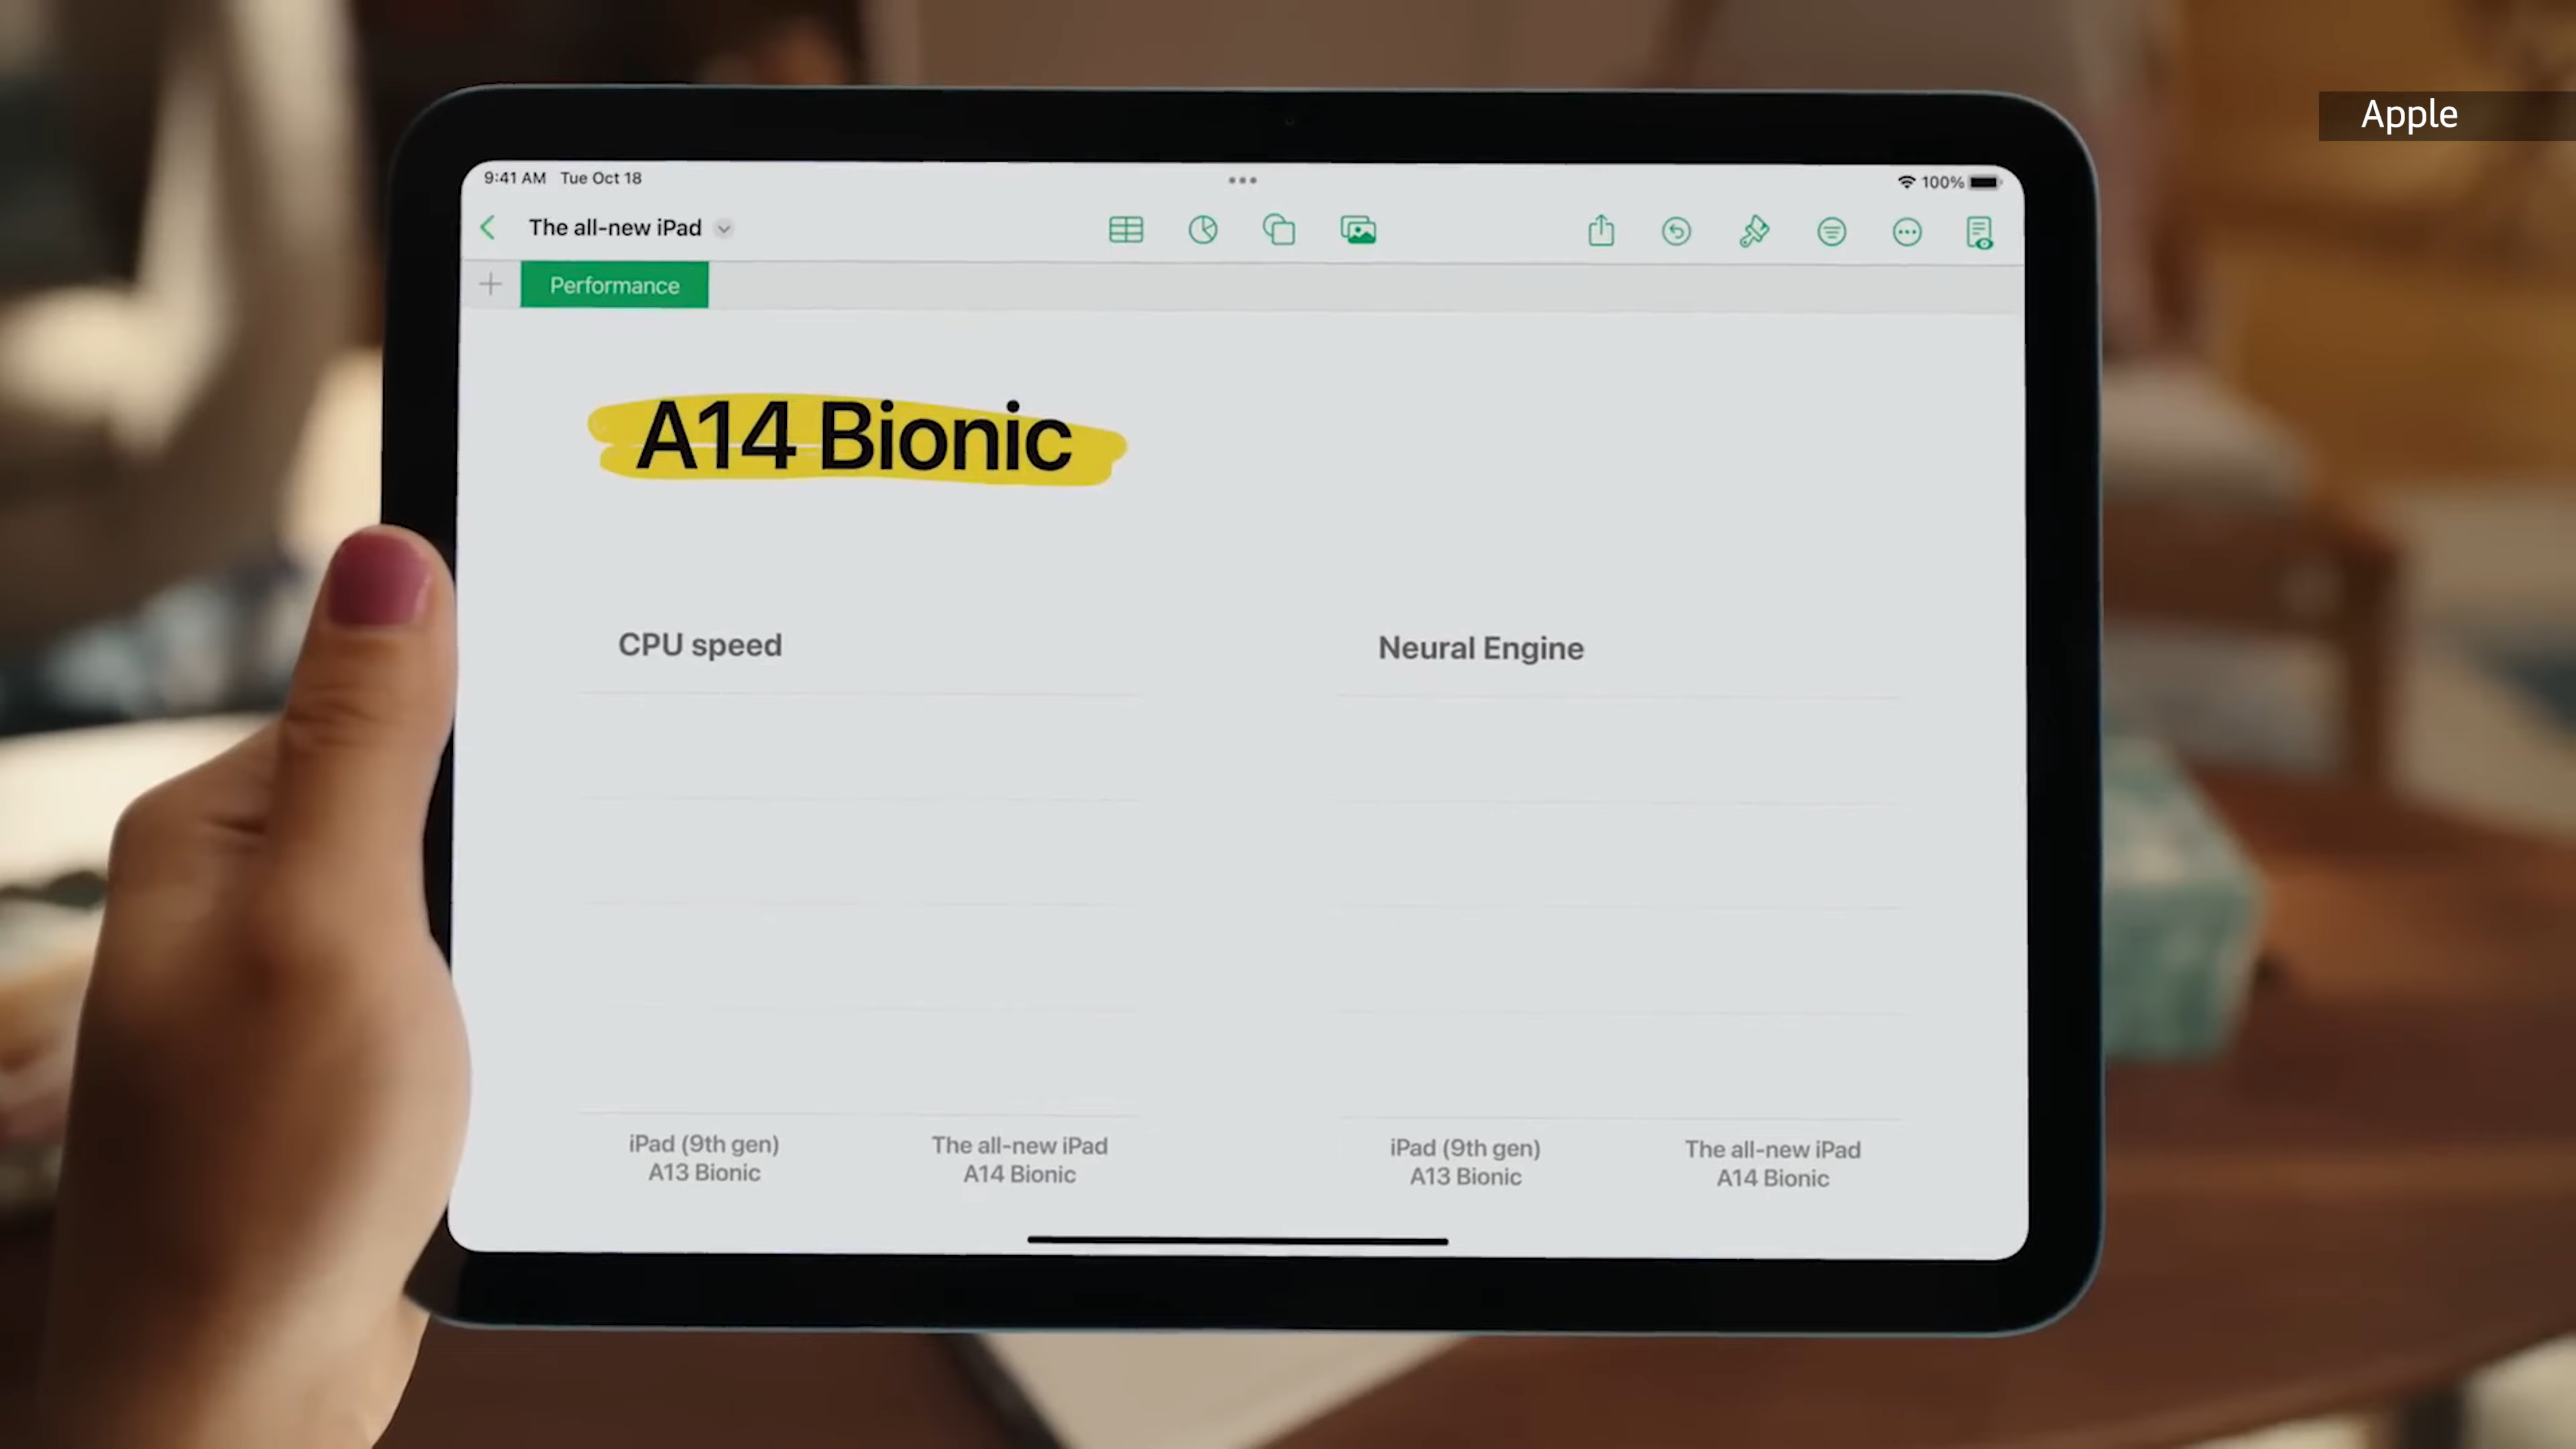 Apple
9:41 AM Tue Oct 18
100%
The all-new iPad
Performance
A14 Bionic
CPU speed
Neural Engine
iPad (9th gen)
A13 Bionic
The all-new iPad
A14 Bionic
iPad (9th gen)
A13 Bionic
The all-new iPad
A14 Bionic